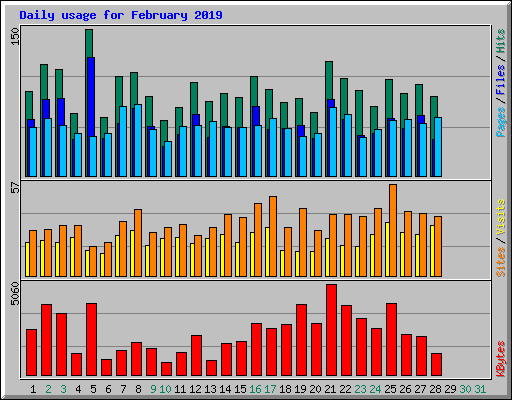 Daily usage for February 2019
150
Pages / Files / Hits
57
Sites / Visits
5060
KBytes
1 2 3 4 5 6 7 8 9 10 11 12 13 14 15 16 17 18 19 20 21 22 23 24 25 26 27 28 29 30 31